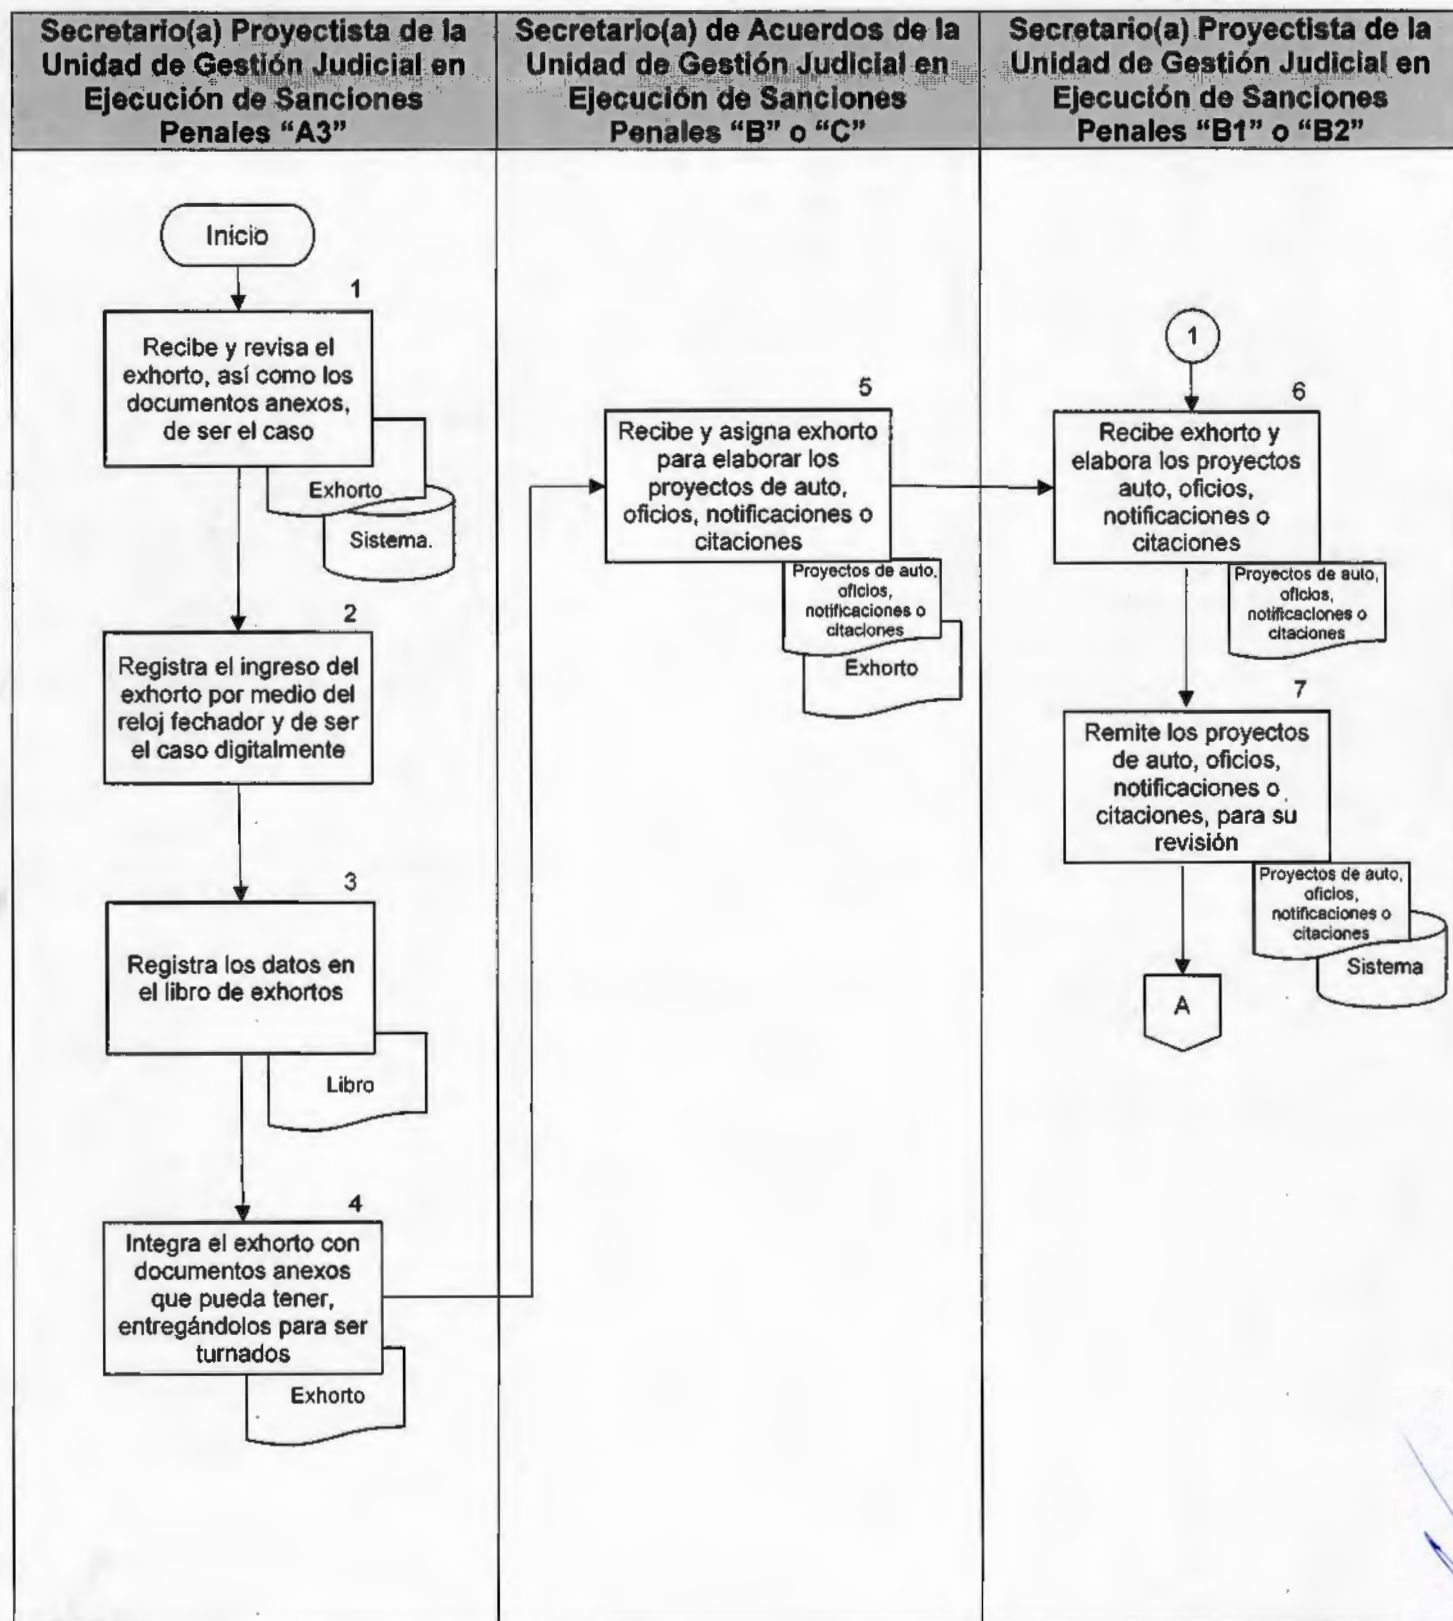 Secretario(a) Proyectista de la
Unidad de Gestión Judicial en
Ejecución de Sanciones
Penales “A3”
Secretario(a) de Acuerdos de la
Unidad de Gestión Judicial en
Ejecución de Sanciones
Penales “B” o “C”
Secretario(a) Proyectista de la
Unidad de Gestión Judicial en
Ejecución de Sanciones
Penales “B1” o “B2”
Inicio
1
Recibe y revisa el
exhorto, así como los
documentos anexos,
de ser el caso
Exhorto
Sistema.
2
Registra el ingreso del
exhorto por medio del
reloj fechador y de ser
el caso digitalmente
3
Registra los datos en
el libro de exhortos
Libro
4
Integra el exhorto con
documentos anexos
que pueda tener,
entregándolos para ser
turnados
Exhorto
5
Recibe y asigna exhorto
para elaborar los
proyectos de auto,
oficios, notificaciones o
citaciones
Proyectos de auto,
oficios,
notificaciones o
citaciones
Exhorto
1
6
Recibe exhorto y
elabora los proyectos
auto, oficios,
notificaciones o
citaciones
Proyectos de auto,
oficios,
notificaciones o
citaciones
7
Remite los proyectos
de auto, oficios,
notificaciones o
citaciones, para su
revisión
Proyectos de auto,
oficios,
notificaciones o
citaciones
Sistema
A